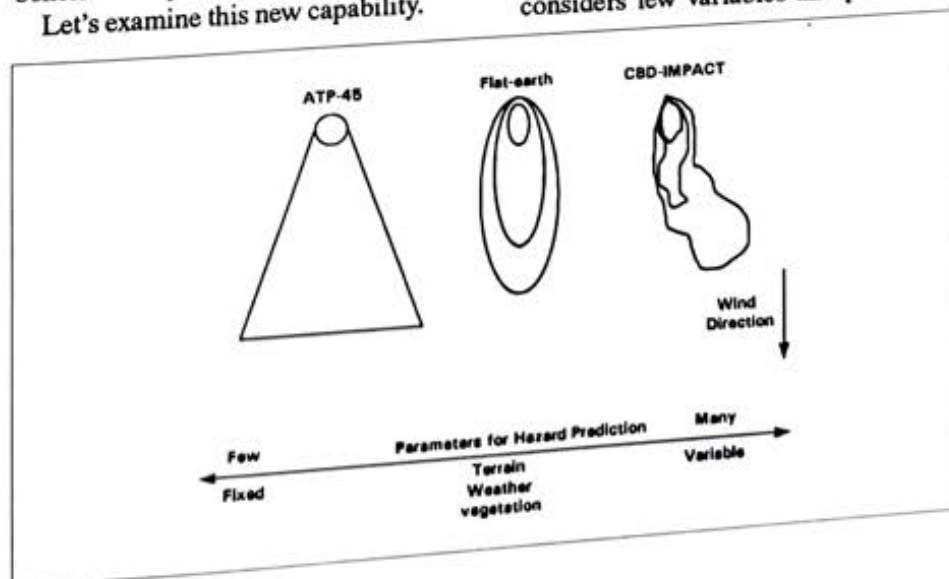 Let's examine this new capability.
considers few variables
ATP-45
Flat-earth
CBD-IMPACT
Wind
Direction
Few
Parameters for Hazard Prediction
Many
Fixed
Terrain
Variable
Weather
vegetation